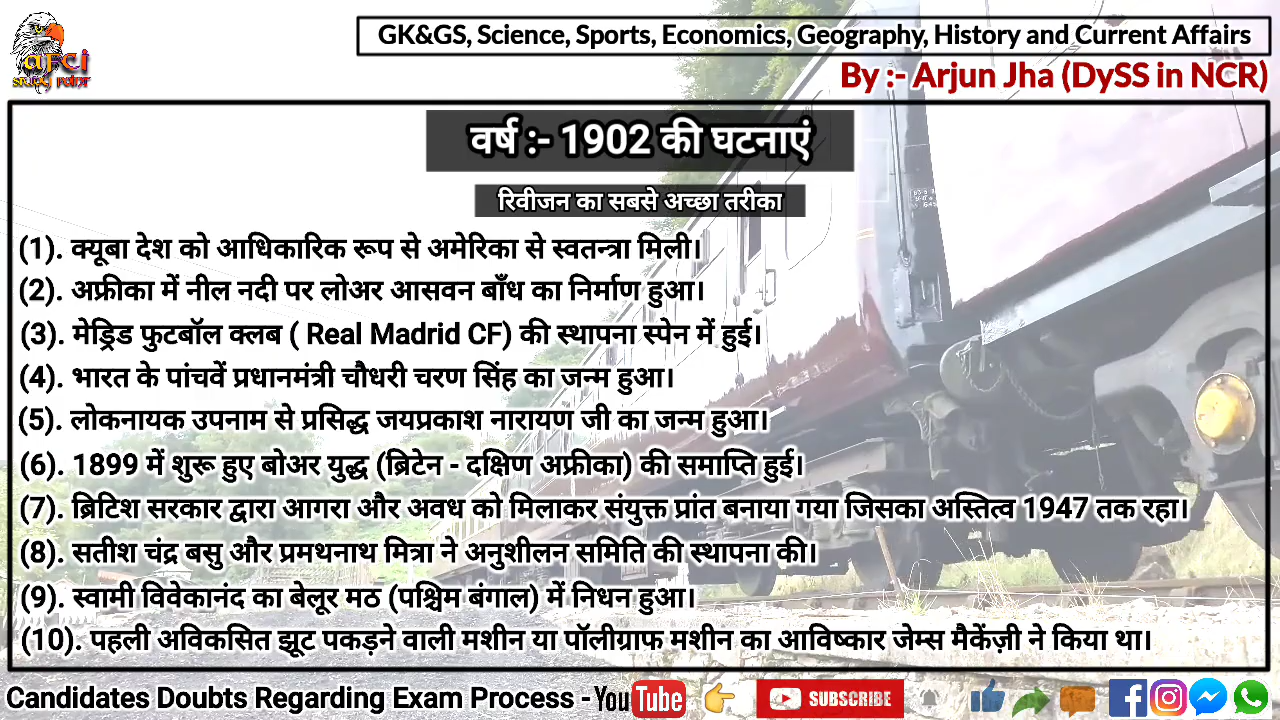 GK&GS, Science, Sports, Economics, Geography, History and Current Affairs
By :- Arjun Jha (DySS in NCR)
afci
STUDY POINT
वर्ष :- 1902 की घटनाएं
रिवीजन का सबसे अच्छा तरीका
(1). क्यूबा देश को आधिकारिक रूप से अमेरिका से स्वतन्त्रा मिली।
(2). अफ्रीका में नील नदी पर लोअर आसवन बाँध का निर्माण हुआ।
(3). मेड्रिड फुटबॉल क्लब ( Real Madrid CF) की स्थापना स्पेन में हुई।
(4). भारत के पांचवें प्रधानमंत्री चौधरी चरण सिंह का जन्म हुआ।
(5). लोकनायक उपनाम से प्रसिद्ध जयप्रकाश नारायण जी का जन्म हुआ।
(6). 1899 में शुरू हुए बोअर युद्ध (ब्रिटेन - दक्षिण अफ्रीका) की समाप्ति हुई।
(7). ब्रिटिश सरकार द्वारा आगरा और अवध को मिलाकर संयुक्त प्रांत बनाया गया जिसका अस्तित्व 1947 तक रहा।
(8). सतीश चंद्र बसु और प्रमथनाथ मित्रा ने अनुशीलन समिति की स्थापना की।
(9). स्वामी विवेकानंद का बेलूर मठ (पश्चिम बंगाल) में निधन हुआ।
(10). पहली अविकसित झूट पकड़ने वाली मशीन या पॉलीग्राफ मशीन का आविष्कार जेम्स मैकेंज़ी ने किया था।
Candidates Doubts Regarding Exam Process - YouTube SUBSCRIBE